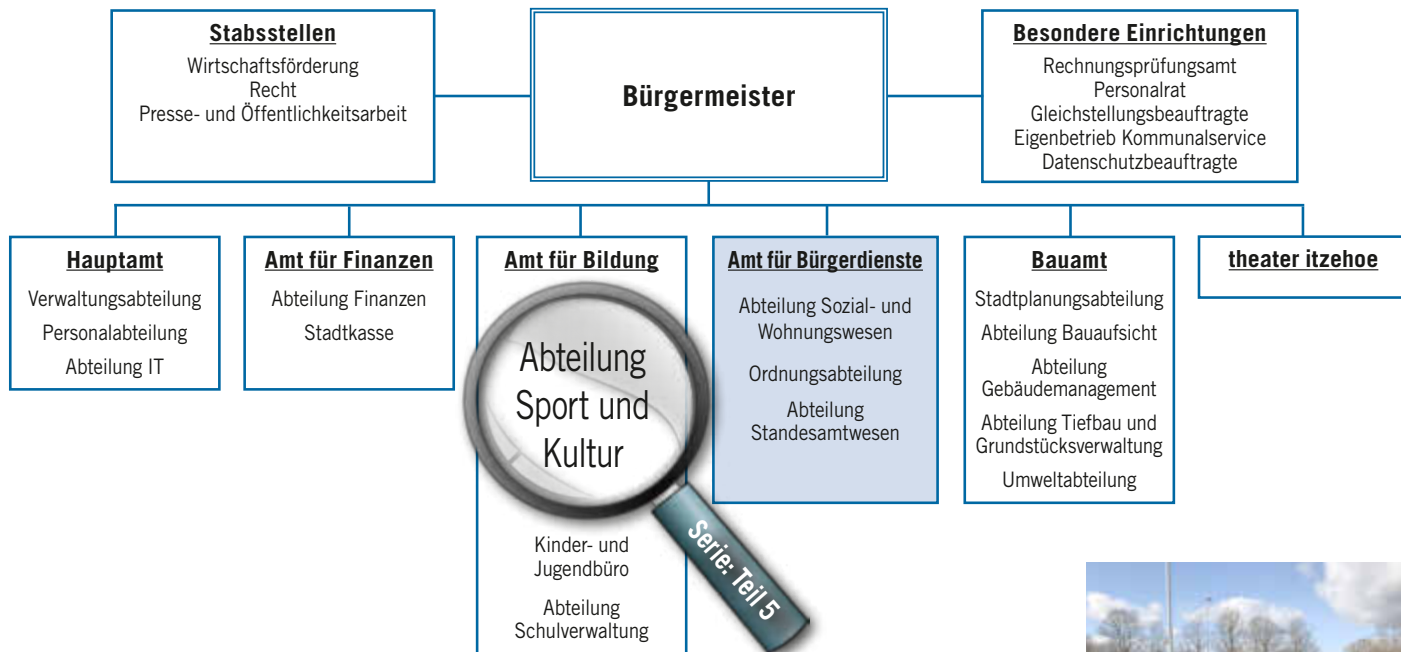 Stabsstellen
Wirtschaftsförderung
Recht
Presse- und Öffentlichkeitsarbeit
Bürgermeister
Besondere Einrichtungen
Rechnungsprüfungsamt
Personalrat
Gleichstellungsbeauftragte
Eigenbetrieb Kommunalservice
Datenschutzbeauftragte
Hauptamt
Verwaltungsabteilung
Personalabteilung
Abteilung IT
Amt für Finanzen
Abteilung Finanzen
Stadtkasse
Amt für Bildung
Abteilung
Sport und
Kultur
Serie: Teil 5
Kinder- und
Jugendbüro
Abteilung
Schulverwaltung
Amt für Bürgerdienste
Abteilung Sozial- und
Wohnungswesen
Ordnungsabteilung
Abteilung
Standesamtwesen
Bauamt
Stadtplanungsabteilung
Abteilung Bauaufsicht
Abteilung
Gebäudemanagement
Abteilung Tiefbau und
Grundstücksverwaltung
Umweltabteilung
theater itzehoe